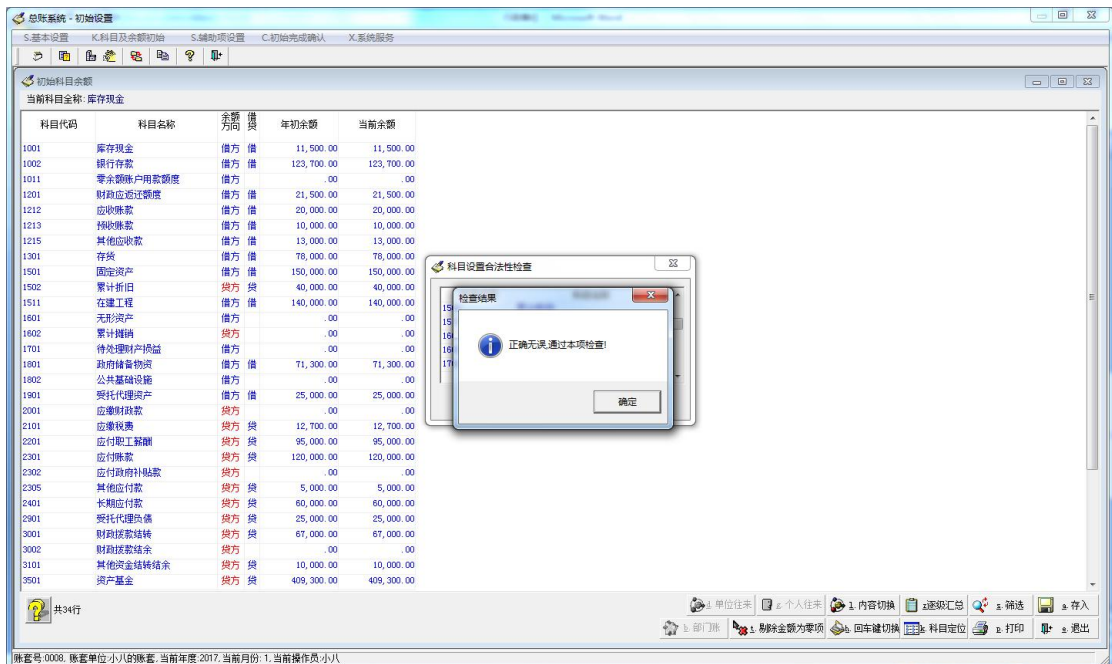 总账系统 - 初始设置
S.基本设置 K.科目及余额初始 S.辅助项设置 C.初始完成确认 X.系统服务
初始科目余额
当前科目全称: 库存现金
科目代码 科目名称 余额方向 借贷 年初余额 当前余额
1001 库存现金 借方 借 11,500.00 11,500.00
1002 银行存款 借方 借 123,700.00 123,700.00
1011 零余额账户用款额度 借方 .00 .00
1201 财政应返还额度 借方 借 21,500.00 21,500.00
1212 应收账款 借方 借 20,000.00 20,000.00
1213 预收账款 借方 借 10,000.00 10,000.00
1215 其他应收款 借方 借 13,000.00 13,000.00
1301 存货 借方 借 78,000.00 78,000.00
1501 固定资产 借方 借 150,000.00 150,000.00
1502 累计折旧 贷方 贷 40,000.00 40,000.00
1511 在建工程 借方 借 140,000.00 140,000.00
1601 无形资产 借方 .00 .00
1602 累计摊销 贷方 .00 .00
1701 待处理财产损益 借方 .00 .00
1801 政府储备物资 借方 借 71,300.00 71,300.00
1802 公共基础设施 借方 .00 .00
1901 受托代理资产 借方 借 25,000.00 25,000.00
2001 应缴财政款 贷方 .00 .00
2101 应缴税费 贷方 贷 12,700.00 12,700.00
2201 应付职工薪酬 贷方 贷 95,000.00 95,000.00
2301 应付账款 贷方 贷 120,000.00 120,000.00
2302 应付政府补贴款 贷方 .00 .00
2305 其他应付款 贷方 贷 5,000.00 5,000.00
2401 长期应付款 贷方 贷 60,000.00 60,000.00
2901 受托代理负债 贷方 贷 25,000.00 25,000.00
3001 财政拨款结转 贷方 贷 67,000.00 67,000.00
3002 财政拨款结余 贷方 .00 .00
3101 其他资金结转结余 贷方 贷 10,000.00 10,000.00
3501 资产基金 贷方 贷 409,300.00 409,300.00
科目设置合法性检查
检查结果
正确无误,通过本项检查!
确定
共34行
单位往来 个人往来 1.内容切换 逐级汇总 筛选 存入
部门账 剔除金额为零项 回车键切换 科目定位 打印 退出
账套号:0008, 账套单位:小八的账套, 当前年度:2017, 当前月份: 1, 当前操作员:小八